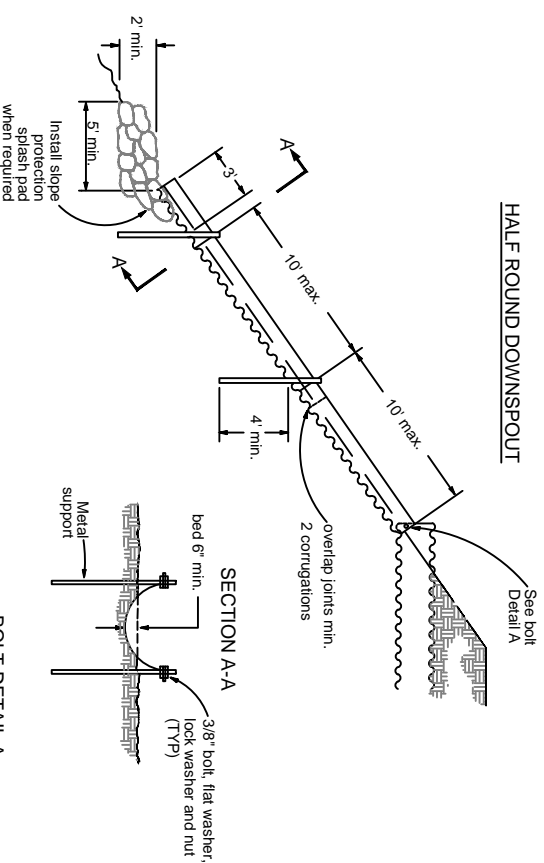 HALF ROUND DOWNSPOUT
See bolt
Detail A
10' max.
10' max.
3'
A
A
2' min.
5' min.
4' min.
overlap joints min.
2 corrugations
Install slope
protection
splash pad
when required
SECTION A-A
bed 6" min.
3/8" bolt, flat washer,
lock washer and nut
(TYP)
Metal
support
BOLT DETAIL A